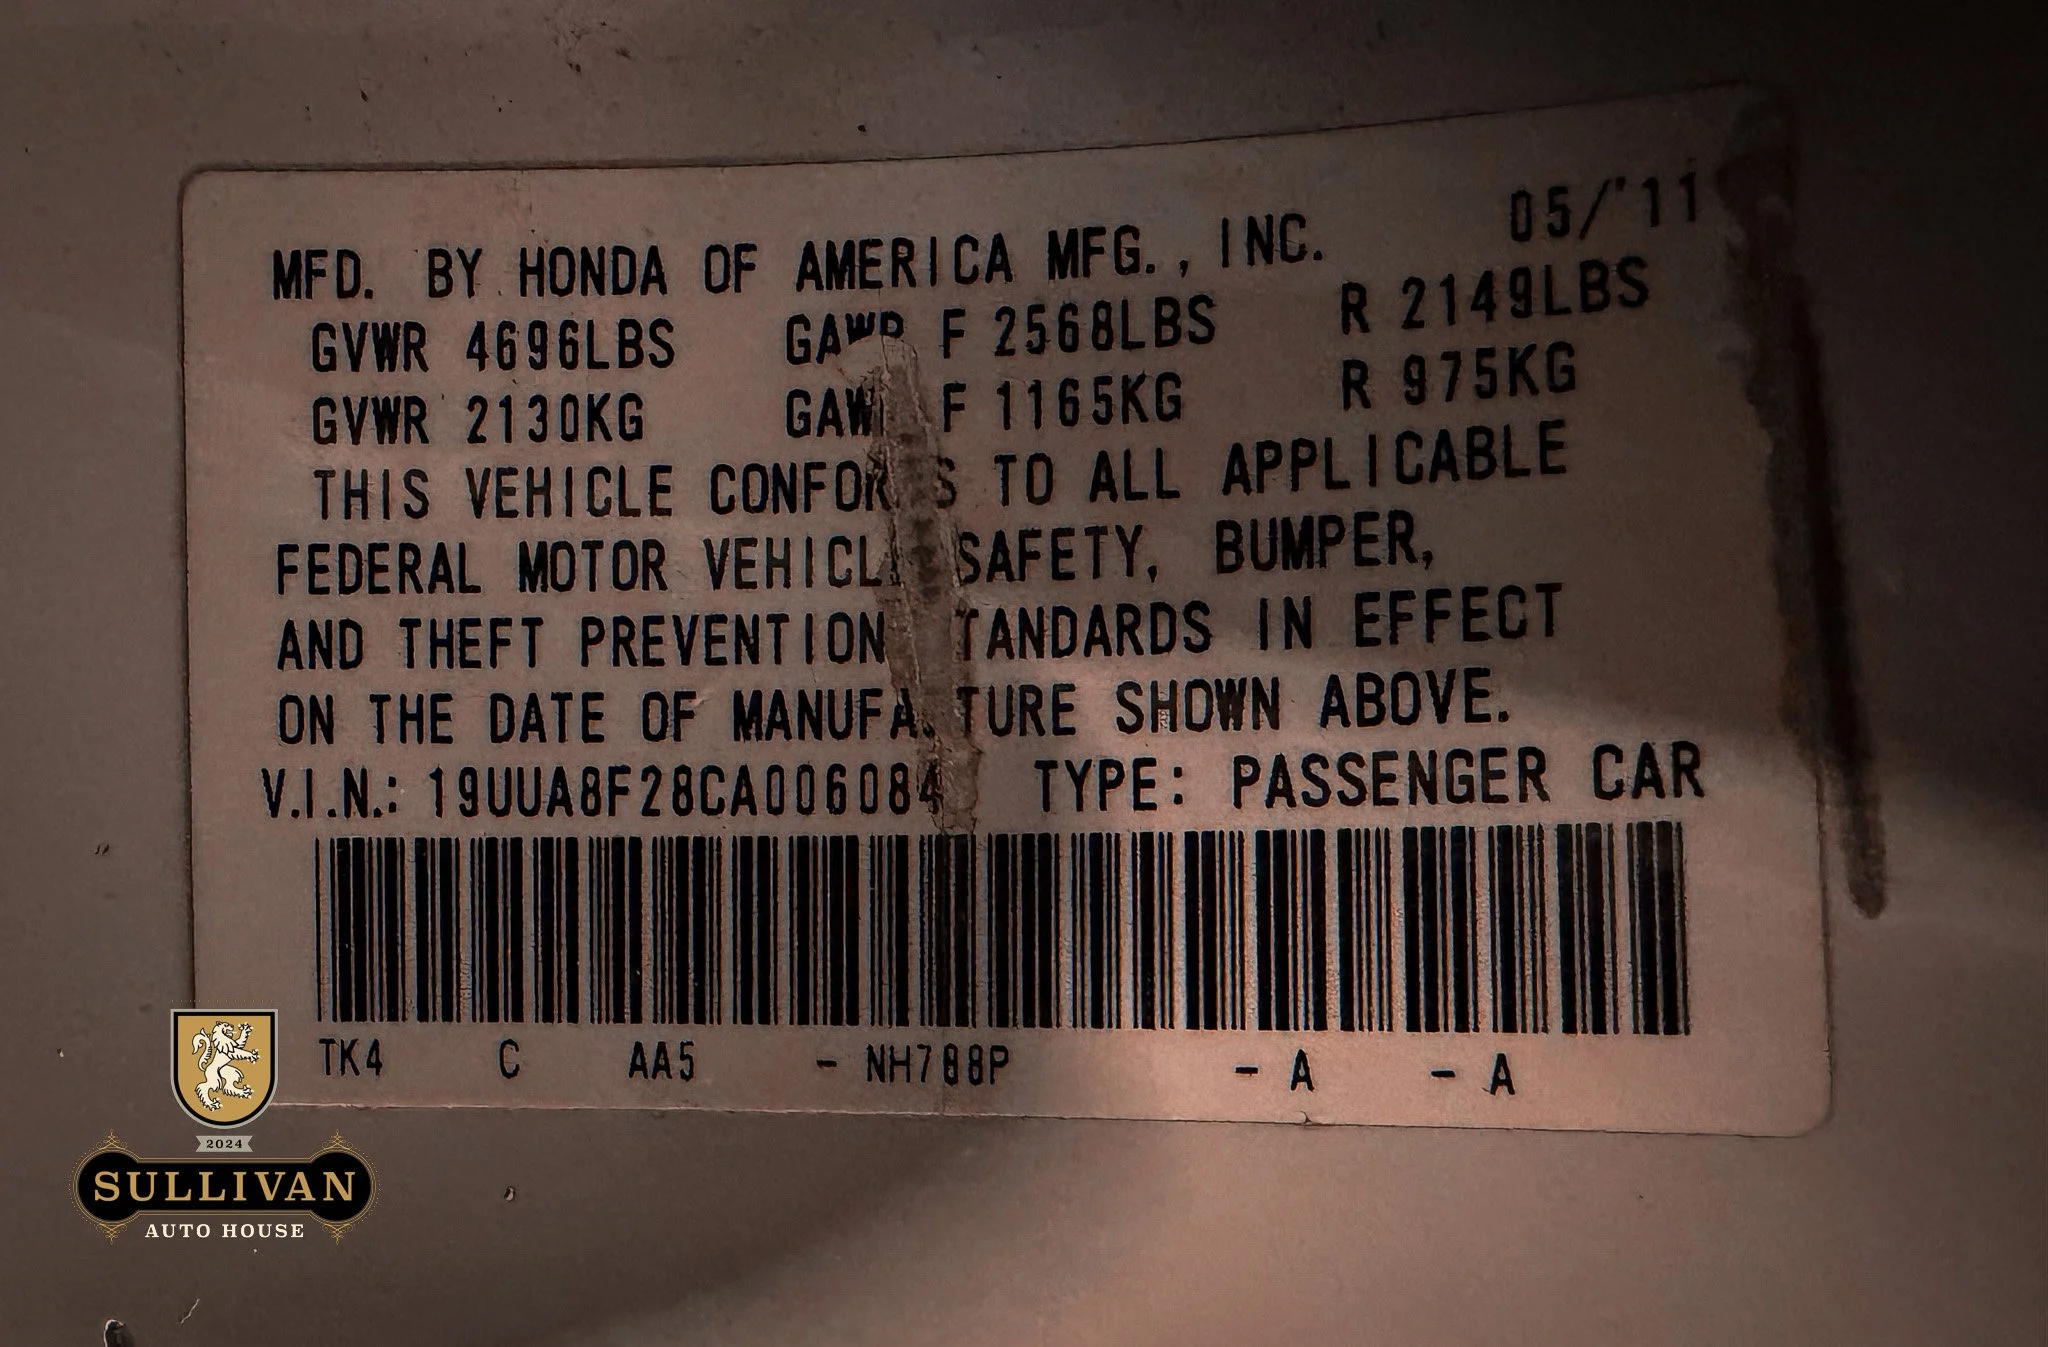 05/'11
MFD. BY HONDA OF AMERICA MFG., INC.
GVWR 4696LBS GAWR F 2568LBS R 2149LBS
GVWR 2130KG F 1165KG R 975KG
THIS VEHICLE TO ALL APPLICABLE
FEDERAL MOTOR SAFETY, BUMPER,
AND THEFT PREVENTION IN EFFECT
ON THE DATE OF SHOWN ABOVE.
V.I.N.: 19UUA8F28CA006084 TYPE: PASSENGER CAR
TK4 C AA5 - NH788P - A - A
2024
SULLIVAN
AUTO HOUSE